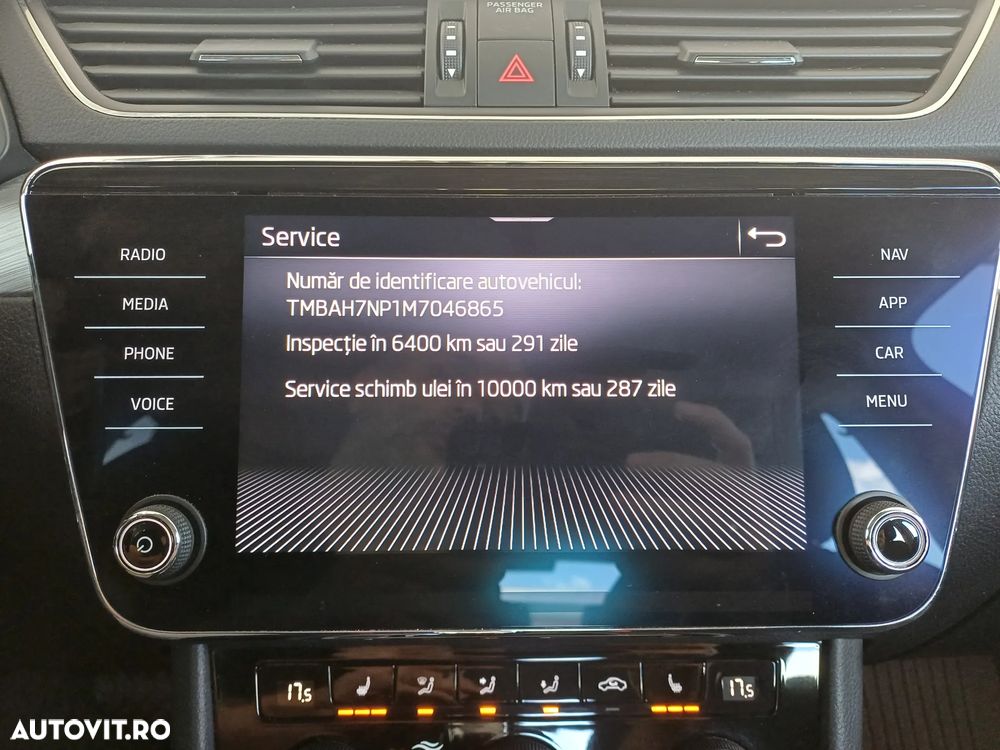 PASSENGER
AIR BAG
RADIO
MEDIA
PHONE
VOICE
Service
Număr de identificare autovehicul:
TMBAH7NP1M7046865
Inspecție în 6400 km sau 291 zile
Service schimb ulei în 10000 km sau 287 zile
NAV
APP
CAR
MENU
17.5
17.5
AUTOVIT.RO